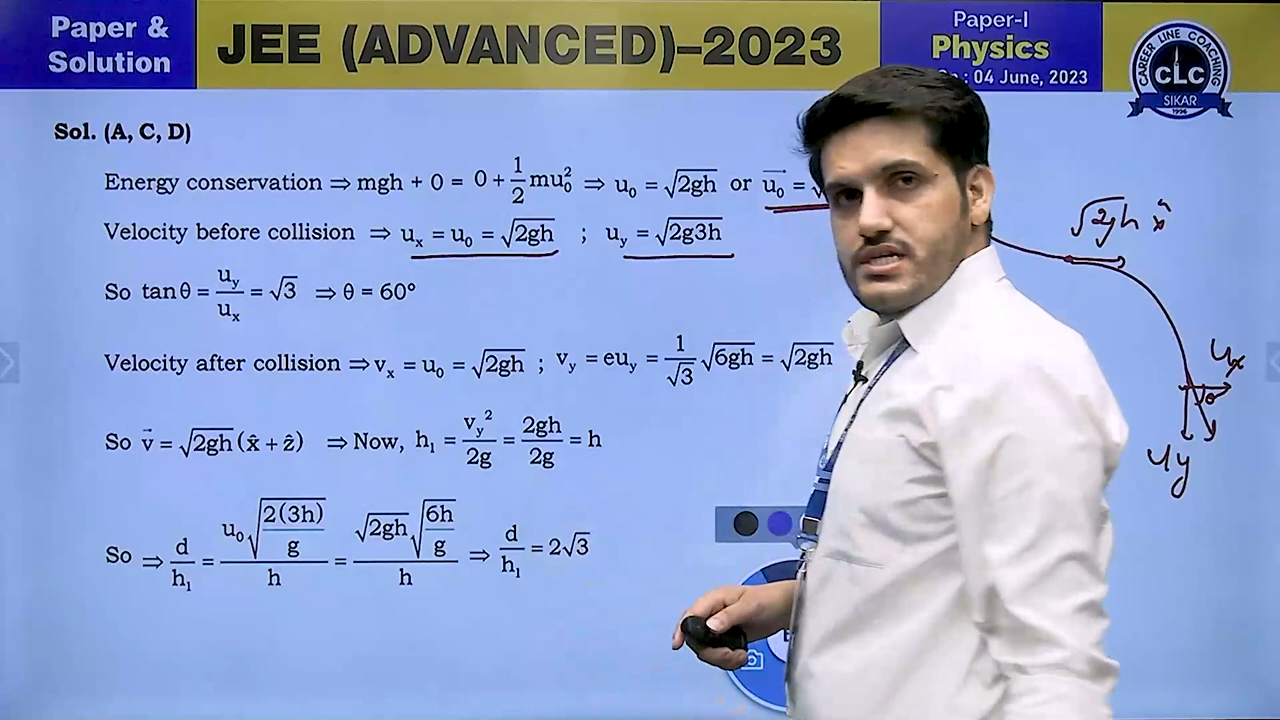 Paper & Solution
JEE (ADVANCED)–2023
Paper-I
Physics
: 04 June, 2023
CAREER LINE COACHING
CLC
SIKAR
1996
Sol. (A, C, D)
Energy conservation ⇒ mgh + 0 = 0 + 1/2 mu₀² ⇒ u₀ = √(2gh) or u₀⃗ = √
Velocity before collision ⇒ uₓ = u₀ = √(2gh) ; u_y = √(2g3h)
So tanθ = u_y/uₓ = √3 ⇒ θ = 60°
Velocity after collision ⇒ vₓ = u₀ = √(2gh) ; v_y = eu_y = 1/√3 √(6gh) = √(2gh)
So v⃗ = √(2gh) (x̂ + ẑ) ⇒ Now, h₁ = v_y²/2g = 2gh/2g = h
So ⇒ d/h₁ = u₀√(2(3h)/g)/h = √(2gh)√(6h/g)/h ⇒ d/h₁ = 2√3
√(2gh) x̂
uₓ
θ
u_y